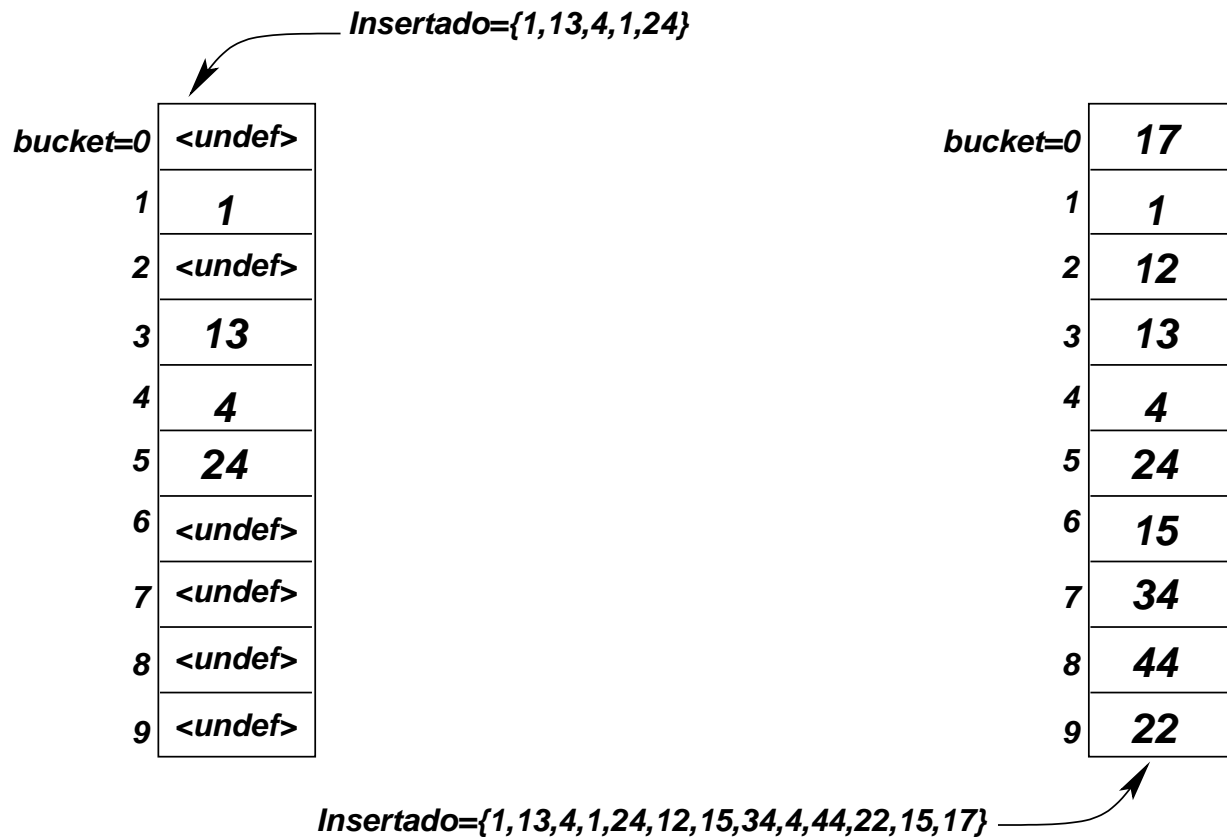 Insertado={1,13,4,1,24}
bucket=0 <undef>
1 1
2 <undef>
3 13
4 4
5 24
6 <undef>
7 <undef>
8 <undef>
9 <undef>
bucket=0 17
1 1
2 12
3 13
4 4
5 24
6 15
7 34
8 44
9 22
Insertado={1,13,4,1,24,12,15,34,4,44,22,15,17}